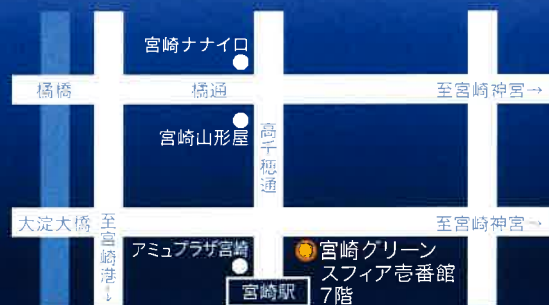 宮崎ナナイロ
橘橋
橘通
至宮崎神宮→
宮崎山形屋
高千穂通
大淀大橋
至宮崎港→
至宮崎神宮→
アミュプラザ宮崎
宮崎グリーン
スフィア壱番館
7階
宮崎駅